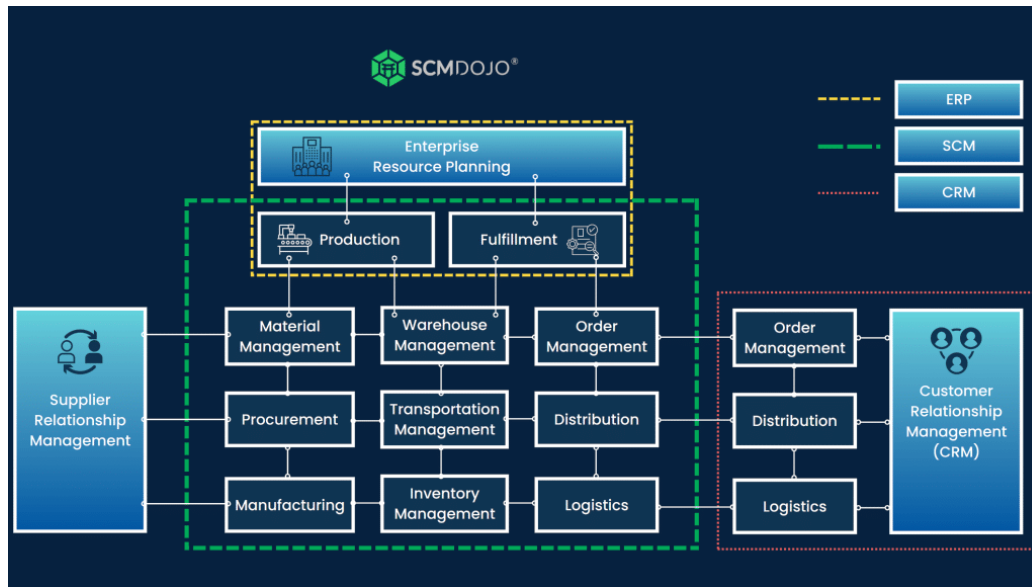 SCMDOJO®
ERP
SCM
CRM
Enterprise
Resource Planning
Production
Fulfillment
Supplier
Relationship
Management
Material
Management
Warehouse
Management
Order
Management
Order
Management
Procurement
Transportation
Management
Distribution
Distribution
Manufacturing
Inventory
Management
Logistics
Logistics
Customer
Relationship
Management
(CRM)